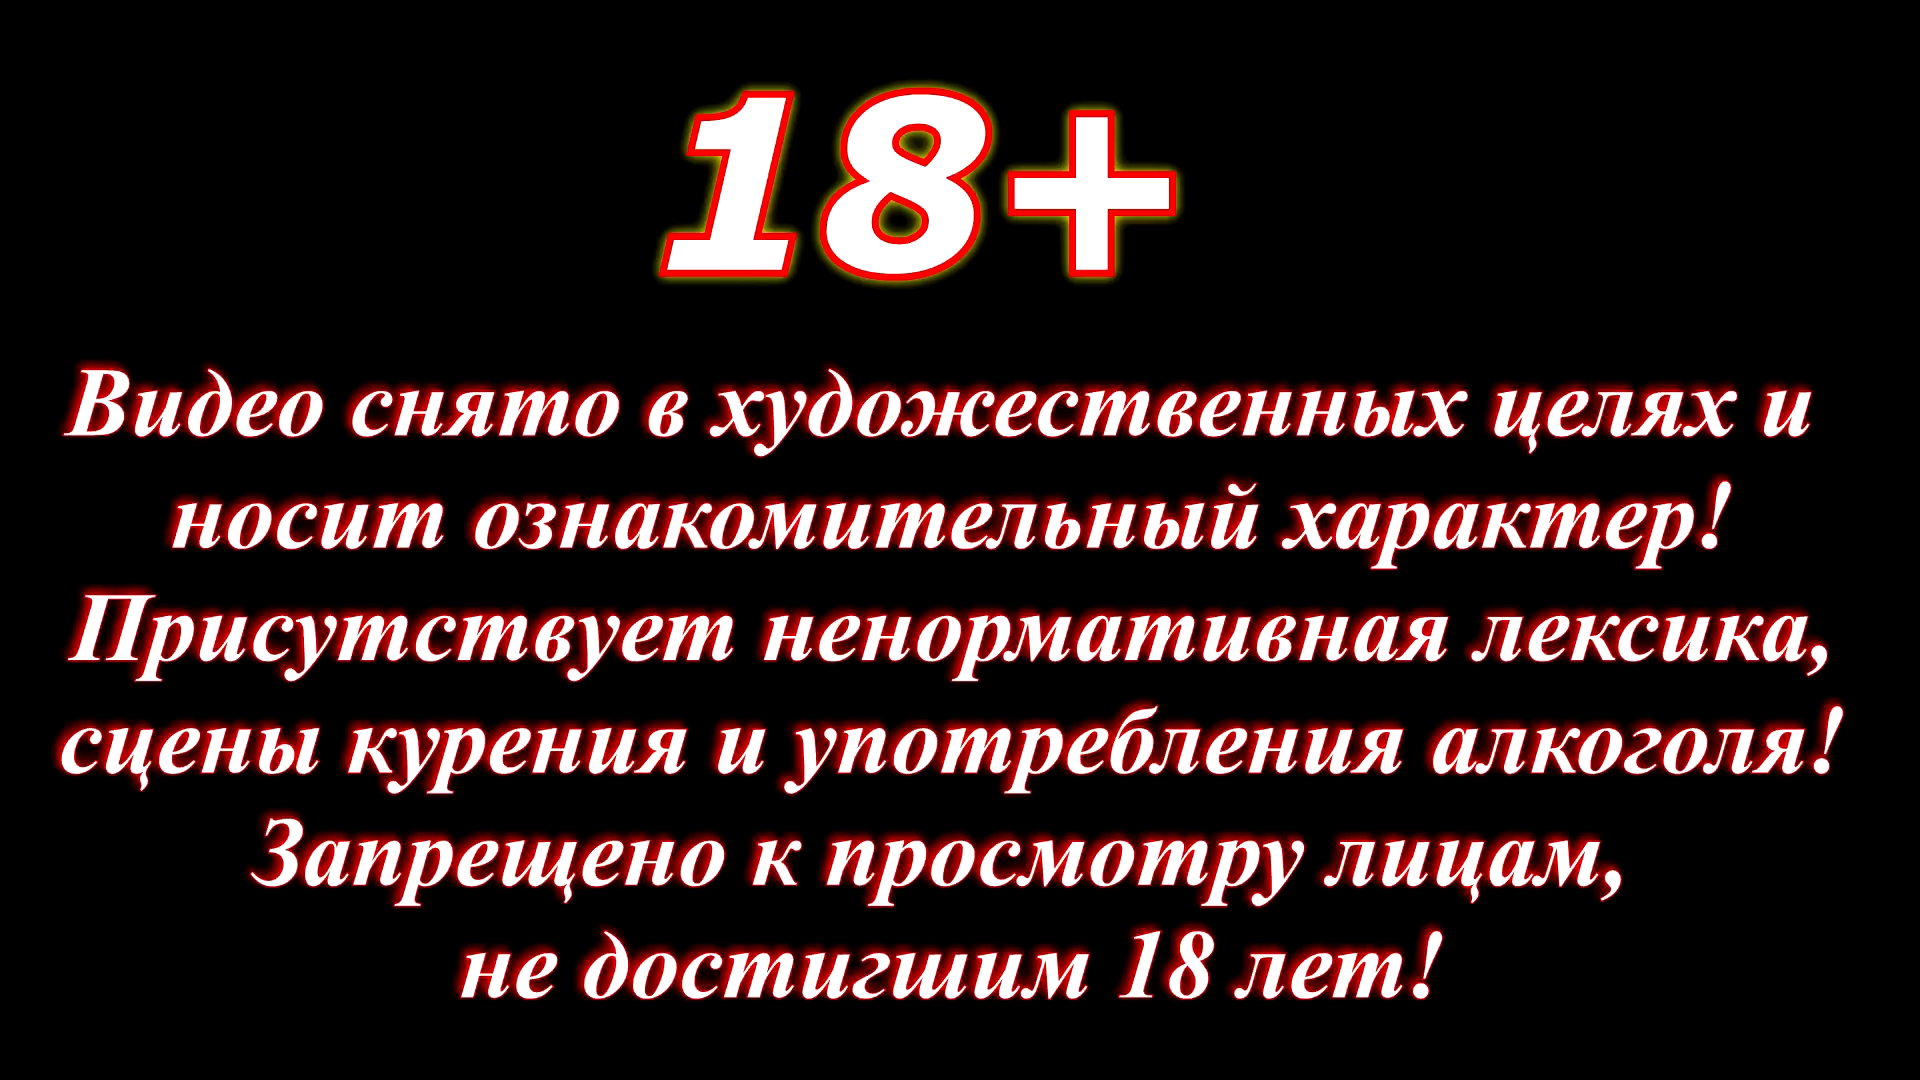 18+
Видео снято в художественных целях и
носит ознакомительный характер!
Присутствует ненормативная лексика,
сцены курения и употребления алкоголя!
Запрещено к просмотру лицам,
не достигшим 18 лет!